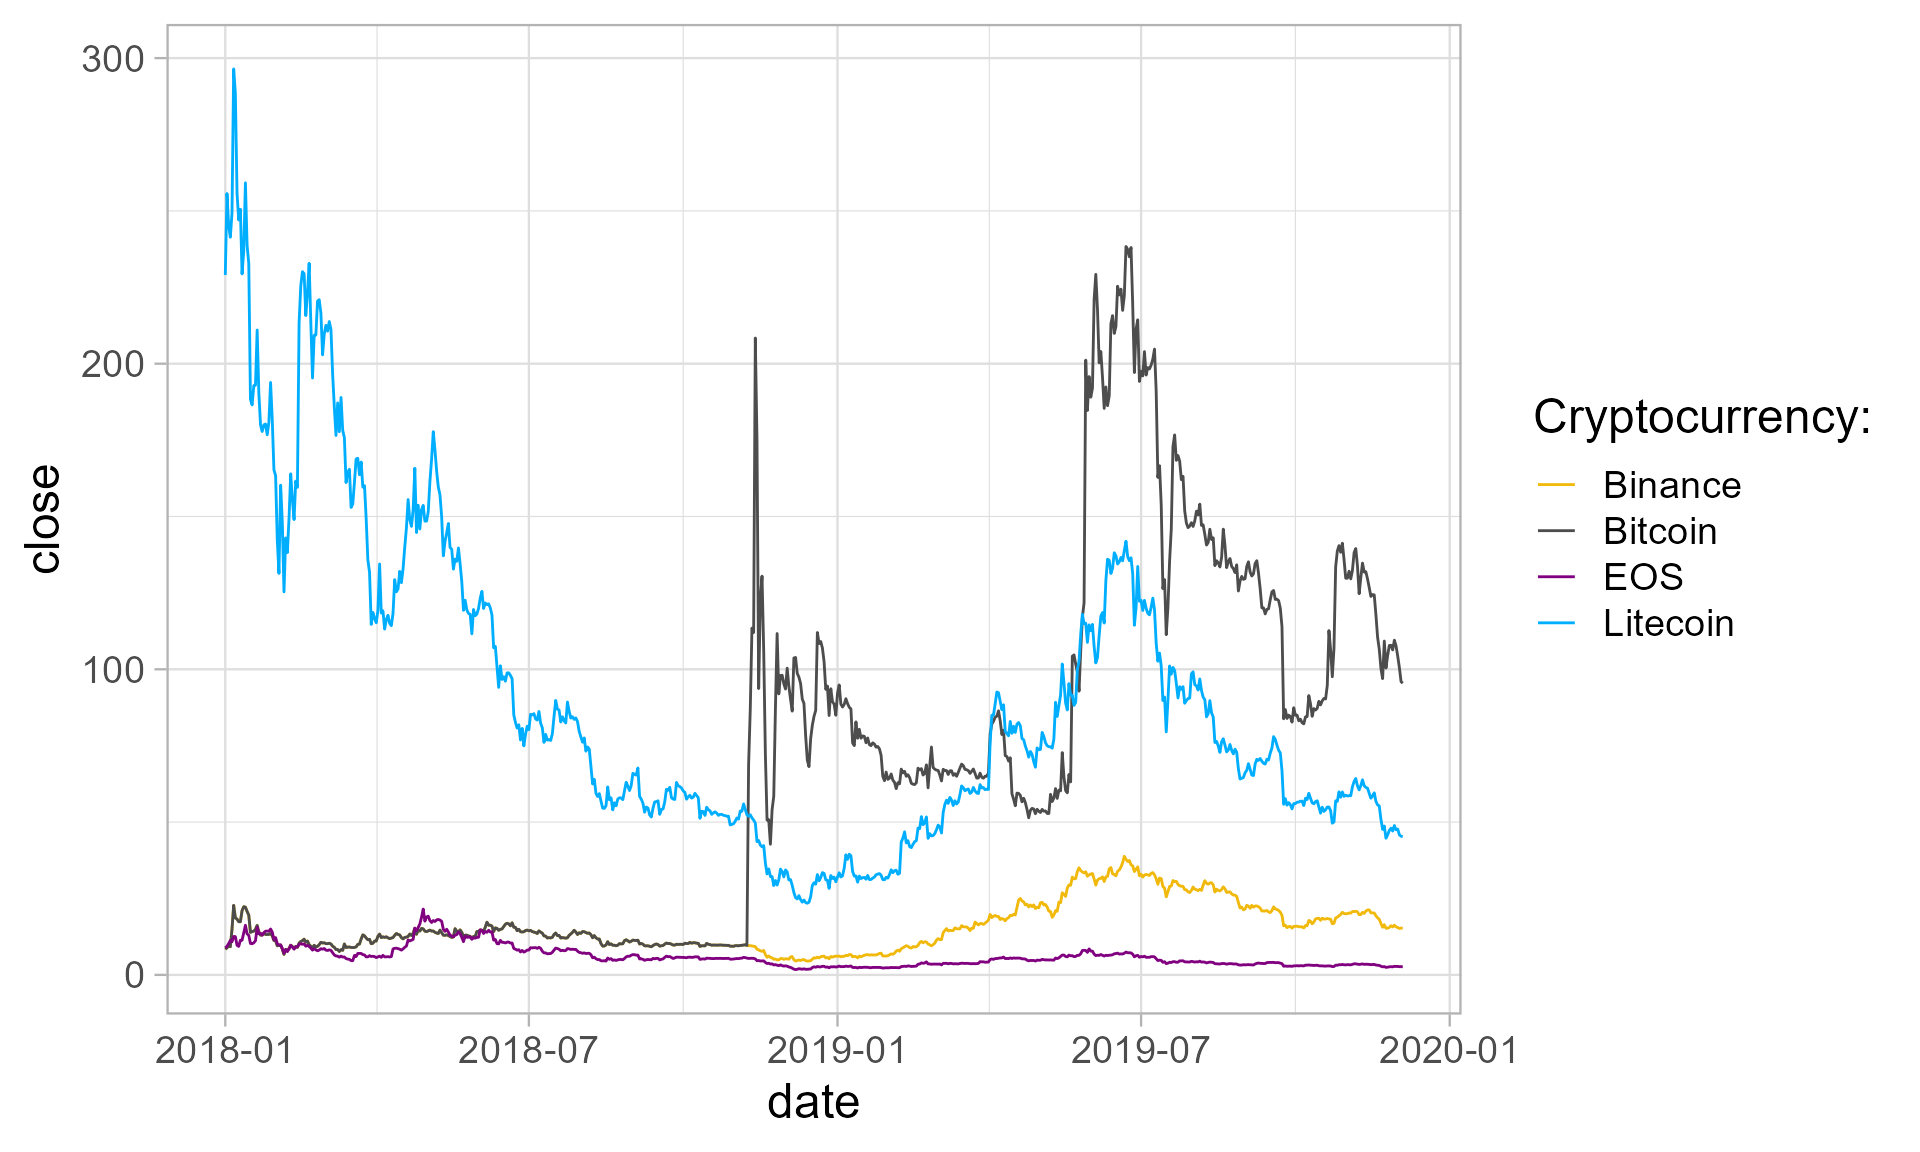 300
200
100
0
close
2018-01
2018-07
2019-01
2019-07
2020-01
date
Cryptocurrency:
Binance
Bitcoin
EOS
Litecoin